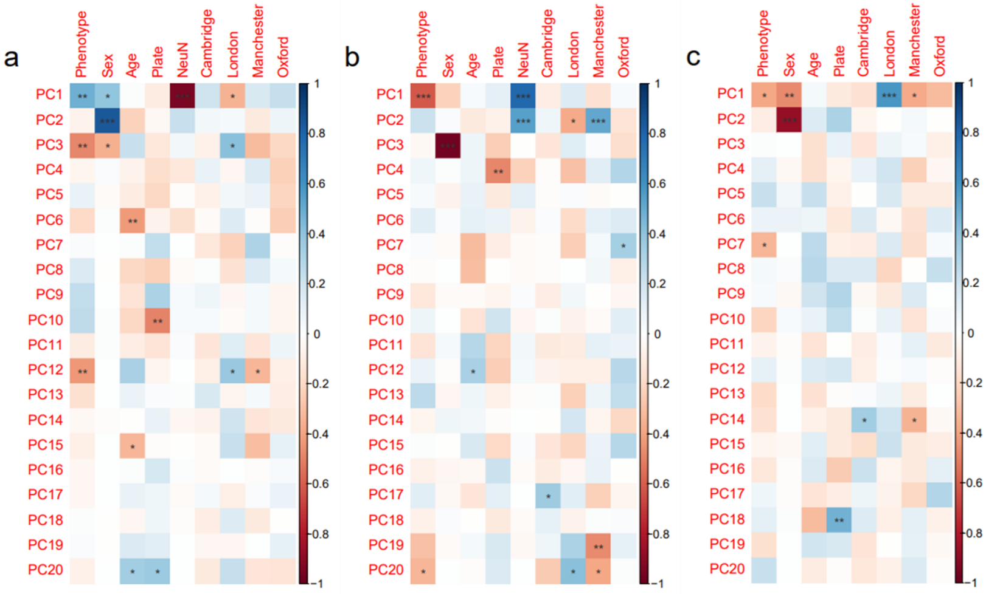 a
Phenotype
Sex
Age
Plate
NeuN
Cambridge
London
Manchester
Oxford
PC1 ** * *** *
PC2 ***
PC3 ** * *
PC4
PC5
PC6 **
PC7
PC8
PC9
PC10 **
PC11
PC12 ** * *
PC13
PC14
PC15 *
PC16
PC17
PC18
PC19
PC20 * *
1
0.8
0.6
0.4
0.2
0
−0.2
−0.4
−0.6
−0.8
−1
b
Phenotype
Sex
Age
Plate
NeuN
Cambridge
London
Manchester
Oxford
PC1 *** ***
PC2 *** * ***
PC3 ***
PC4 **
PC5
PC6
PC7 *
PC8
PC9
PC10
PC11
PC12 *
PC13
PC14
PC15
PC16
PC17 *
PC18
PC19 **
PC20 * * *
1
0.8
0.6
0.4
0.2
0
−0.2
−0.4
−0.6
−0.8
−1
c
Phenotype
Sex
Age
Plate
Cambridge
London
Manchester
Oxford
PC1 * ** *** *
PC2 ***
PC3
PC4
PC5
PC6
PC7 *
PC8
PC9
PC10
PC11
PC12
PC13
PC14 * *
PC15
PC16
PC17
PC18 **
PC19
PC20
1
0.8
0.6
0.4
0.2
0
−0.2
−0.4
−0.6
−0.8
−1